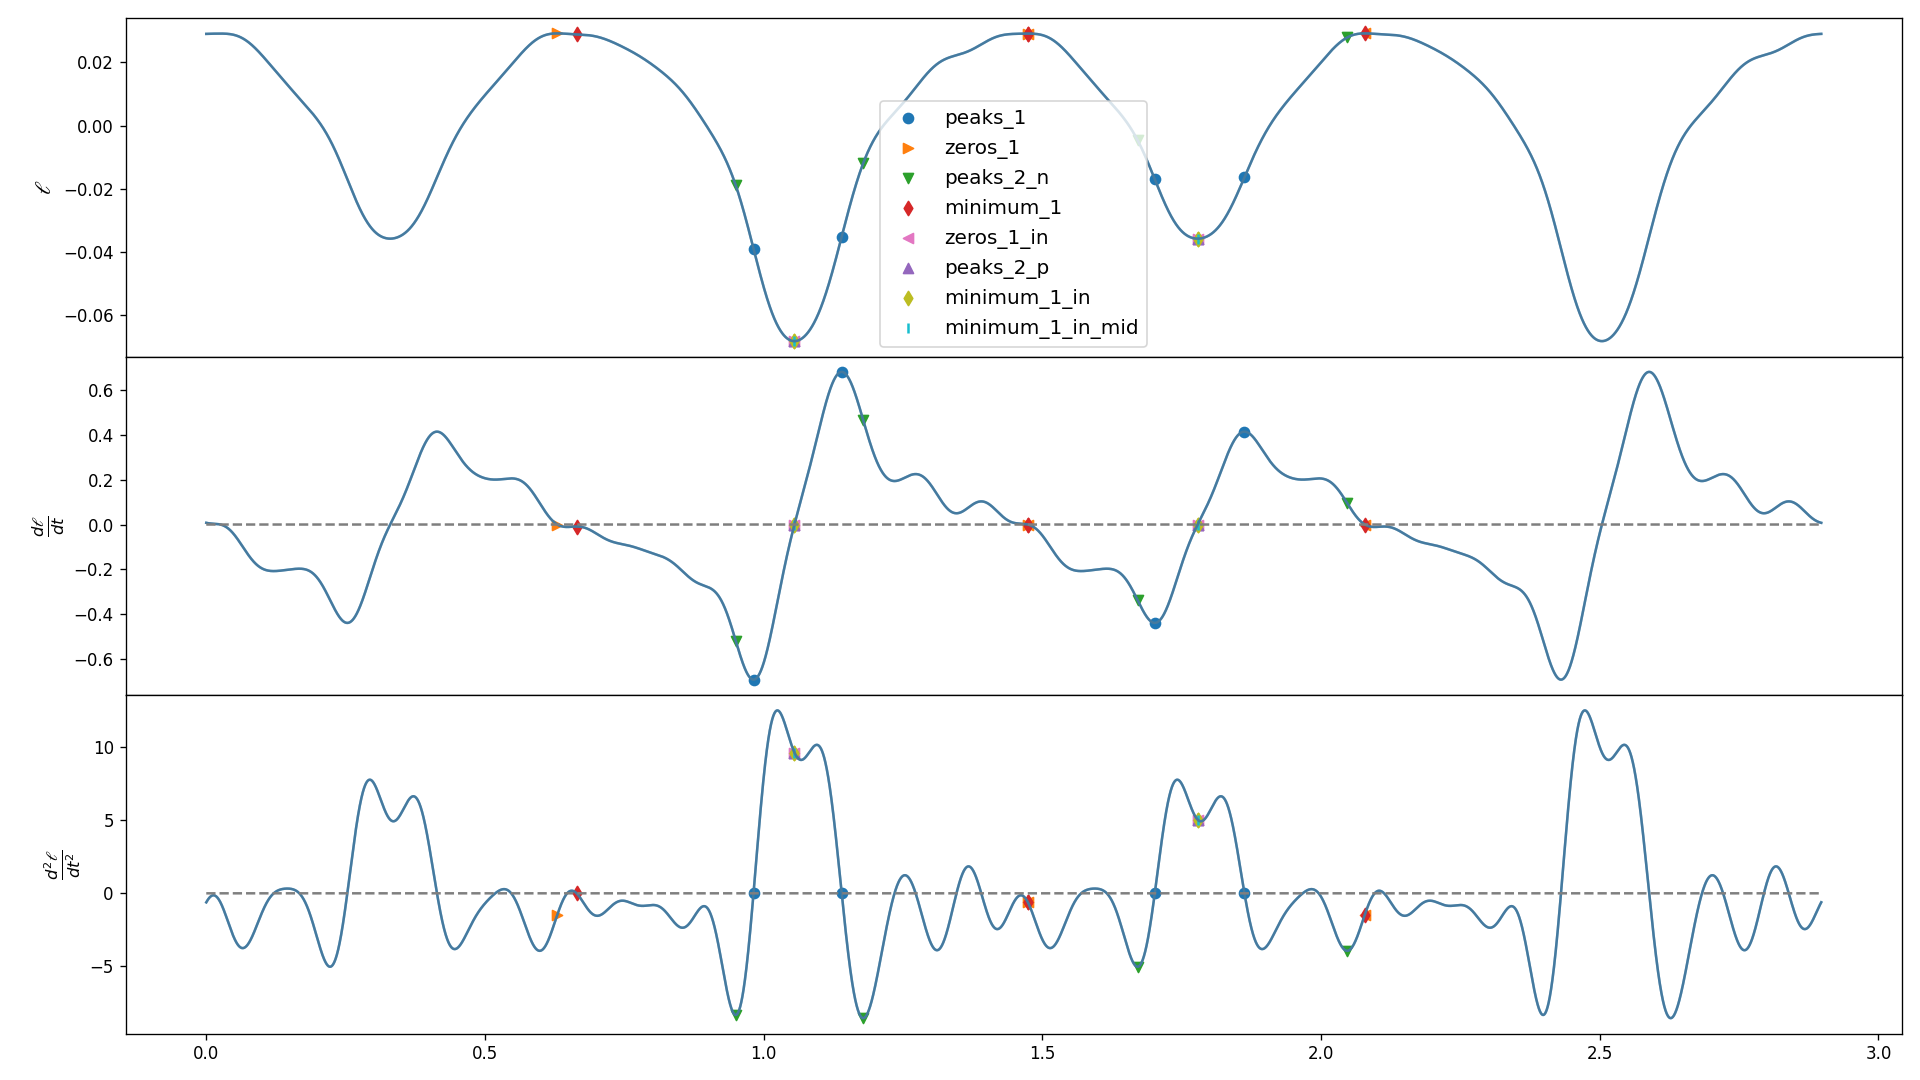 0.02
0.00
−0.02
−0.04
−0.06
ℓ
peaks_1
zeros_1
peaks_2_n
minimum_1
zeros_1_in
peaks_2_p
minimum_1_in
minimum_1_in_mid
0.6
0.4
0.2
0.0
−0.2
−0.4
−0.6
dℓ
dt
10
5
0
−5
d²ℓ
dt²
0.0 0.5 1.0 1.5 2.0 2.5 3.0